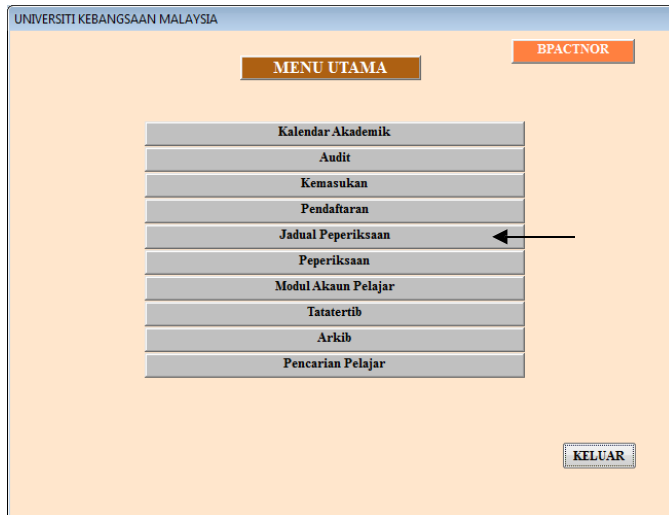 UNIVERSITI KEBANGSAAN MALAYSIA
BPACTNOR
MENU UTAMA
Kalendar Akademik
Audit
Kemasukan
Pendaftaran
Jadual Peperiksaan
Peperiksaan
Modul Akaun Pelajar
Tatatertib
Arkib
Pencarian Pelajar
KELUAR